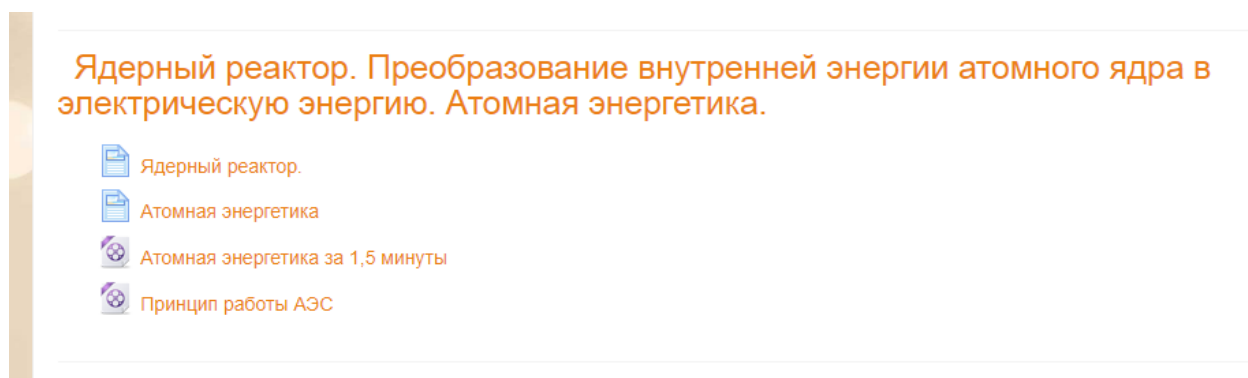 Ядерный реактор. Преобразование внутренней энергии атомного ядра в
электрическую энергию. Атомная энергетика.
Ядерный реактор.
Атомная энергетика
Атомная энергетика за 1,5 минуты
Принцип работы АЭС